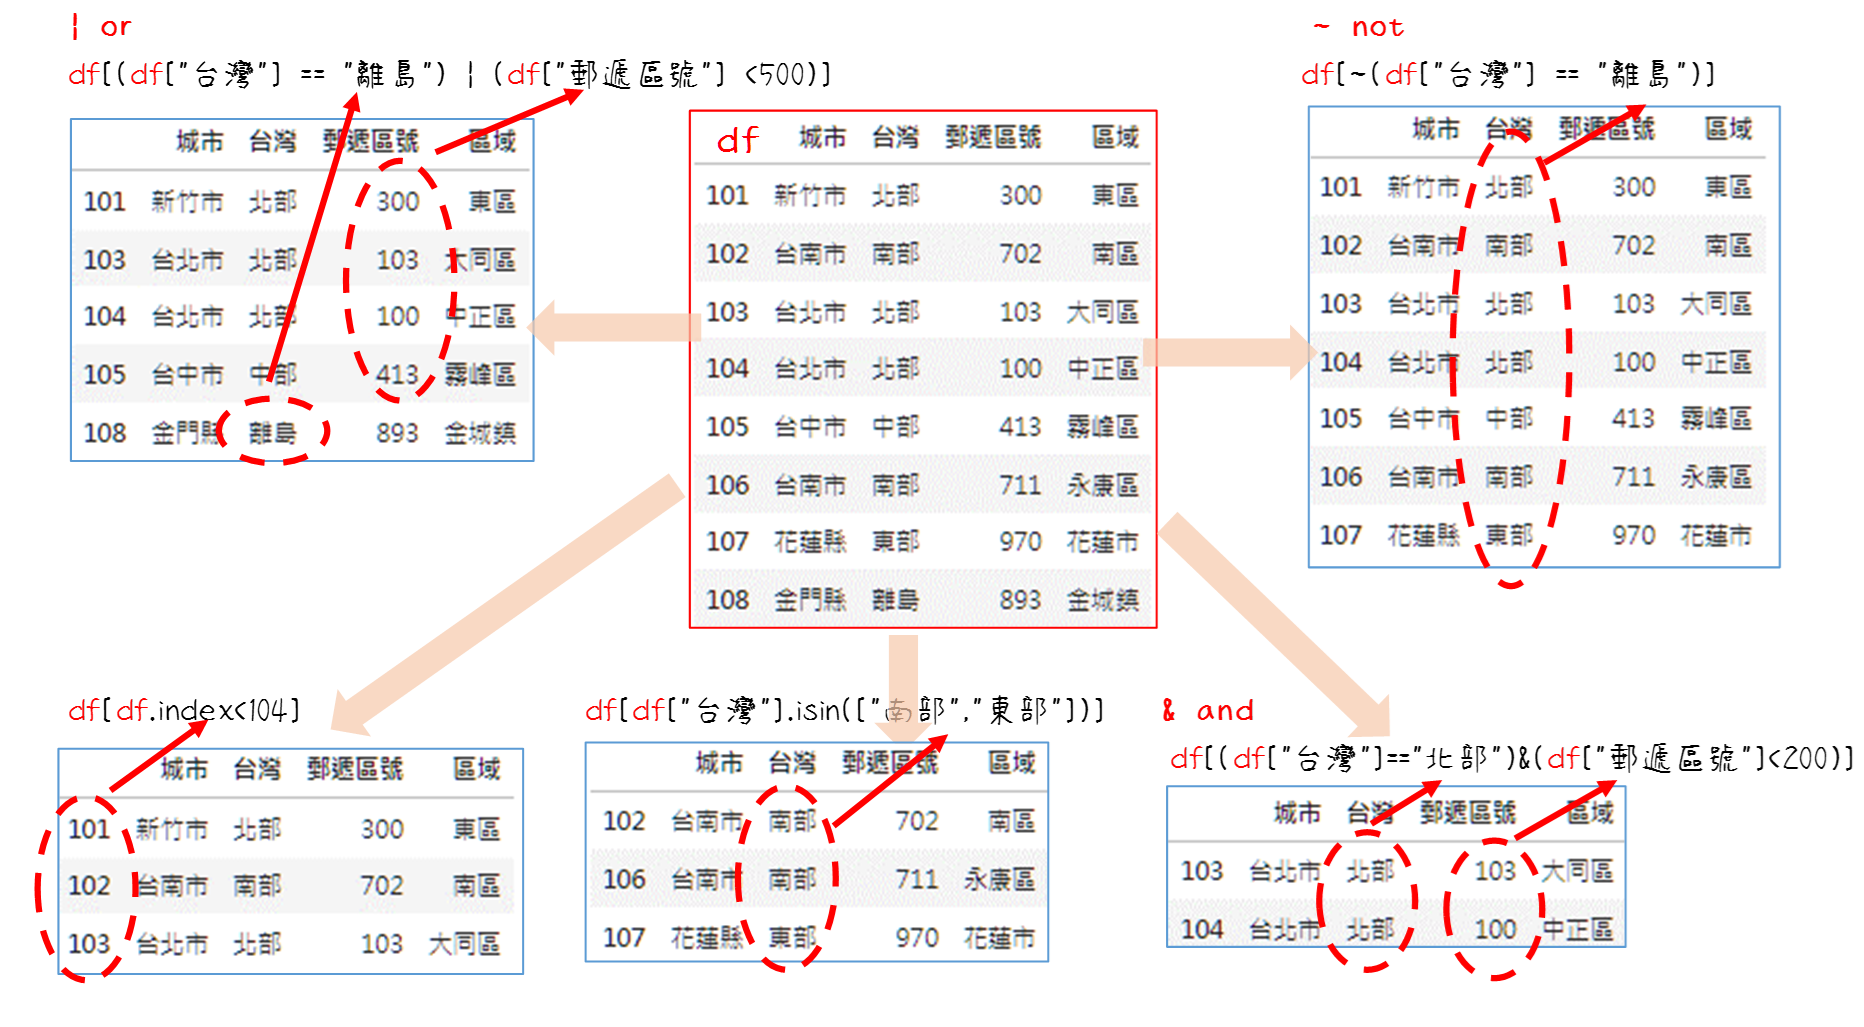 | or
df[(df["台灣"] == "離島") | (df["郵遞區號"] <500)]
城市 台灣 郵遞區號 區域
101 新竹市 北部 300 東區
103 台北市 北部 103 大同區
104 台北市 北部 100 中正區
105 台中市 中部 413 霧峰區
108 金門縣 離島 893 金城鎮
df 城市 台灣 郵遞區號 區域
101 新竹市 北部 300 東區
102 台南市 南部 702 南區
103 台北市 北部 103 大同區
104 台北市 北部 100 中正區
105 台中市 中部 413 霧峰區
106 台南市 南部 711 永康區
107 花蓮縣 東部 970 花蓮市
108 金門縣 離島 893 金城鎮
~ not
df[~(df["台灣"] == "離島")]
城市 台灣 郵遞區號 區域
101 新竹市 北部 300 東區
102 台南市 南部 702 南區
103 台北市 北部 103 大同區
104 台北市 北部 100 中正區
105 台中市 中部 413 霧峰區
106 台南市 南部 711 永康區
107 花蓮縣 東部 970 花蓮市
df[df.index<104]
城市 台灣 郵遞區號 區域
101 新竹市 北部 300 東區
102 台南市 南部 702 南區
103 台北市 北部 103 大同區
df[df["台灣"].isin(["南部","東部"])]
城市 台灣 郵遞區號 區域
102 台南市 南部 702 南區
106 台南市 南部 711 永康區
107 花蓮縣 東部 970 花蓮市
& and
df[(df["台灣"]=="北部")&(df["郵遞區號"]<200)]
城市 台灣 郵遞區號 區域
103 台北市 北部 103 大同區
104 台北市 北部 100 中正區